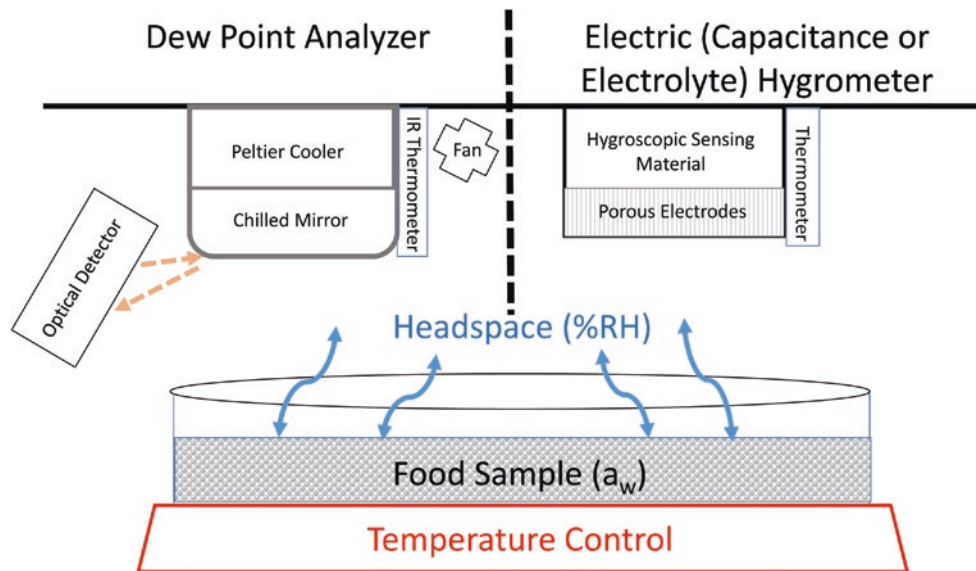 Dew Point Analyzer
Electric (Capacitance or
Electrolyte) Hygrometer
Peltier Cooler
Chilled Mirror
IR Thermometer
Fan
Optical Detector
Hygroscopic Sensing
Material
Porous Electrodes
Thermometer
Headspace (%RH)
Food Sample (aw)
Temperature Control